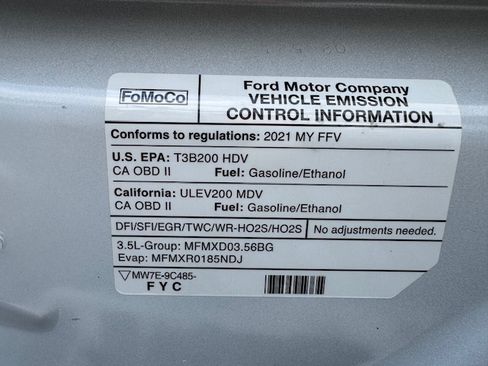 FoMoCo
Ford Motor Company
VEHICLE EMISSION
CONTROL INFORMATION
Conforms to regulations: 2021 MY FFV
U.S. EPA: T3B200 HDV
CA OBD II Fuel: Gasoline/Ethanol
California: ULEV200 MDV
CA OBD II Fuel: Gasoline/Ethanol
DFI/SFI/EGR/TWC/WR-HO2S/HO2S No adjustments needed.
3.5L-Group: MFMXD03.56BG
Evap: MFMXR0185NDJ
MW7E-9C485-
F Y C